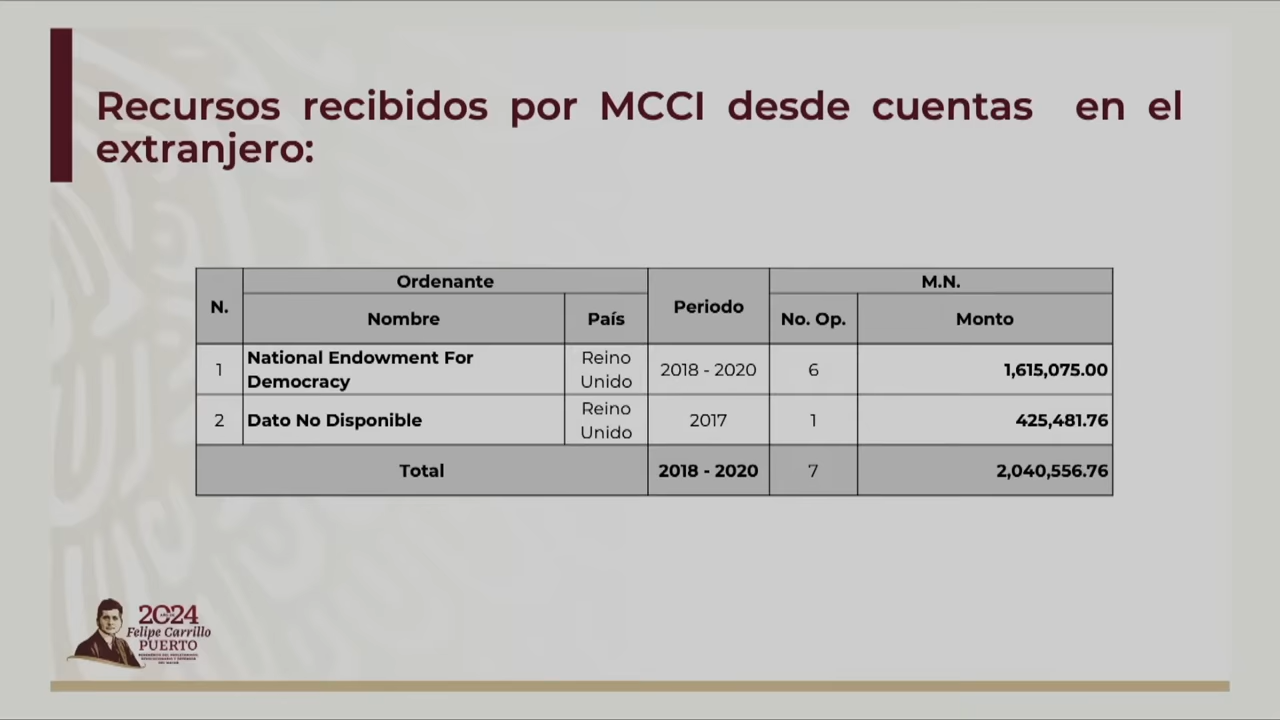 Recursos recibidos por MCCI desde cuentas en el
extranjero:
N. Ordenante Periodo M.N.
Nombre País No. Op. Monto
1 National Endowment For Democracy Reino Unido 2018 - 2020 6 1,615,075.00
2 Dato No Disponible Reino Unido 2017 1 425,481.76
Total 2018 - 2020 7 2,040,556.76
2024
Felipe Carrillo
PUERTO